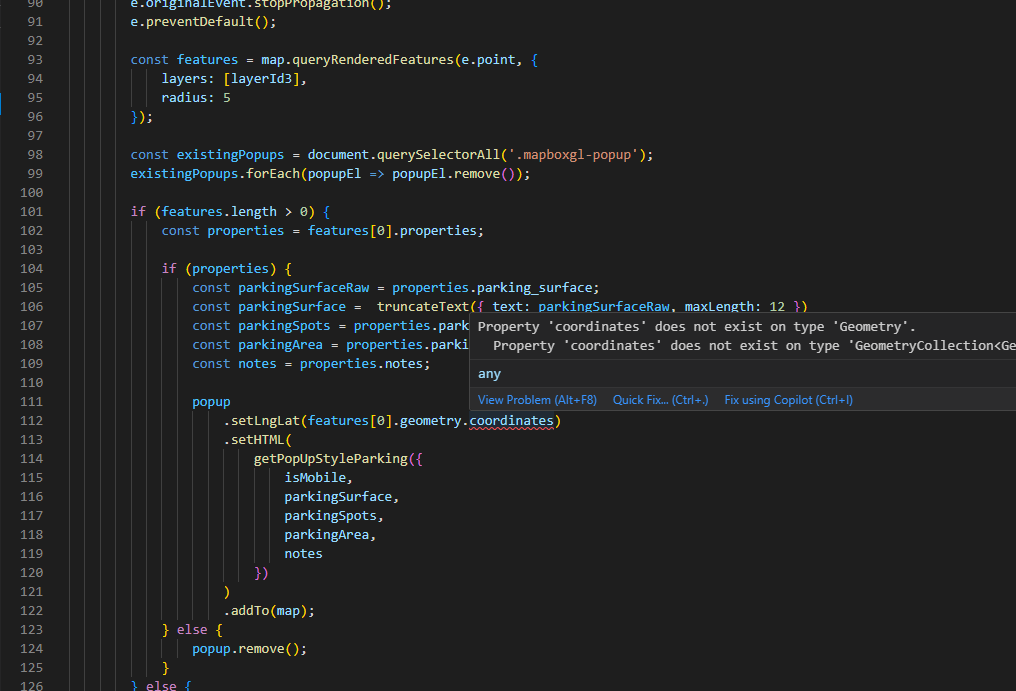 90 e.originalEvent.stopPropagation();
91 e.preventDefault();
92
93 const features = map.queryRenderedFeatures(e.point, {
94 layers: [layerId3],
95 radius: 5
96 });
97
98 const existingPopups = document.querySelectorAll('.mapboxgl-popup');
99 existingPopups.forEach(popupEl => popupEl.remove());
100
101 if (features.length > 0) {
102 const properties = features[0].properties;
103
104 if (properties) {
105 const parkingSurfaceRaw = properties.parking_surface;
106 const parkingSurface =  truncateText({ text: parkingSurfaceRaw, maxLength: 12 })
107 const parkingSpots = properties.park
108 const parkingArea = properties.parki
109 const notes = properties.notes;
Property 'coordinates' does not exist on type 'Geometry'.
Property 'coordinates' does not exist on type 'GeometryCollection<Ge
any
View Problem (Alt+F8) Quick Fix... (Ctrl+.) Fix using Copilot (Ctrl+I)
110
111 popup
112 .setLngLat(features[0].geometry.coordinates)
113 .setHTML(
114 getPopUpStyleParking({
115 isMobile,
116 parkingSurface,
117 parkingSpots,
118 parkingArea,
119 notes
120 })
121 )
122 .addTo(map);
123 } else {
124 popup.remove();
125 }
126 } else {